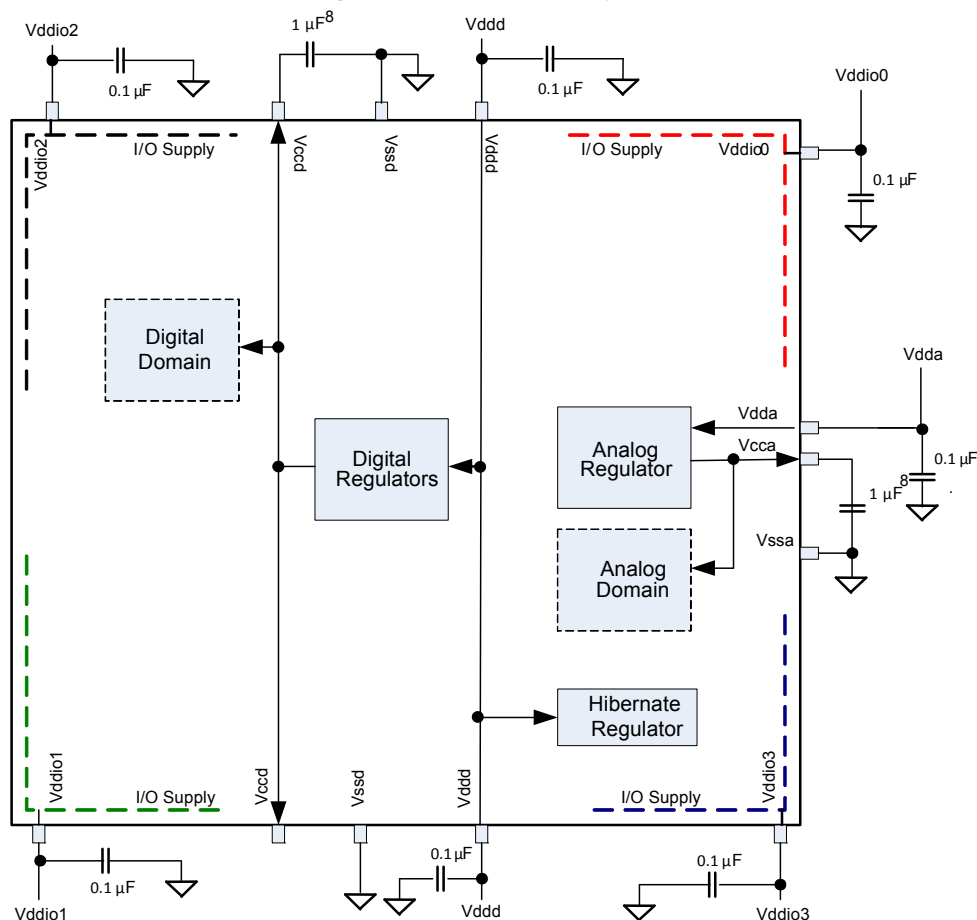 Vddio2
0.1 µF
1 µF8
Vddd
0.1 µF
Vddio0
0.1 µF
Vddio2
I/O Supply
Vccd
Vssd
Vddd
I/O Supply
Vddio0
Digital
Domain
Digital
Regulators
Analog
Regulator
Vdda
Vcca
Vdda
0.1 µF
1 µF8
.
Vssa
Analog
Domain
Hibernate
Regulator
Vddio1
I/O Supply
Vccd
Vssd
Vddd
I/O Supply
Vddio3
0.1 µF
Vddio1
0.1 µF
Vddd
0.1 µF
Vddio3